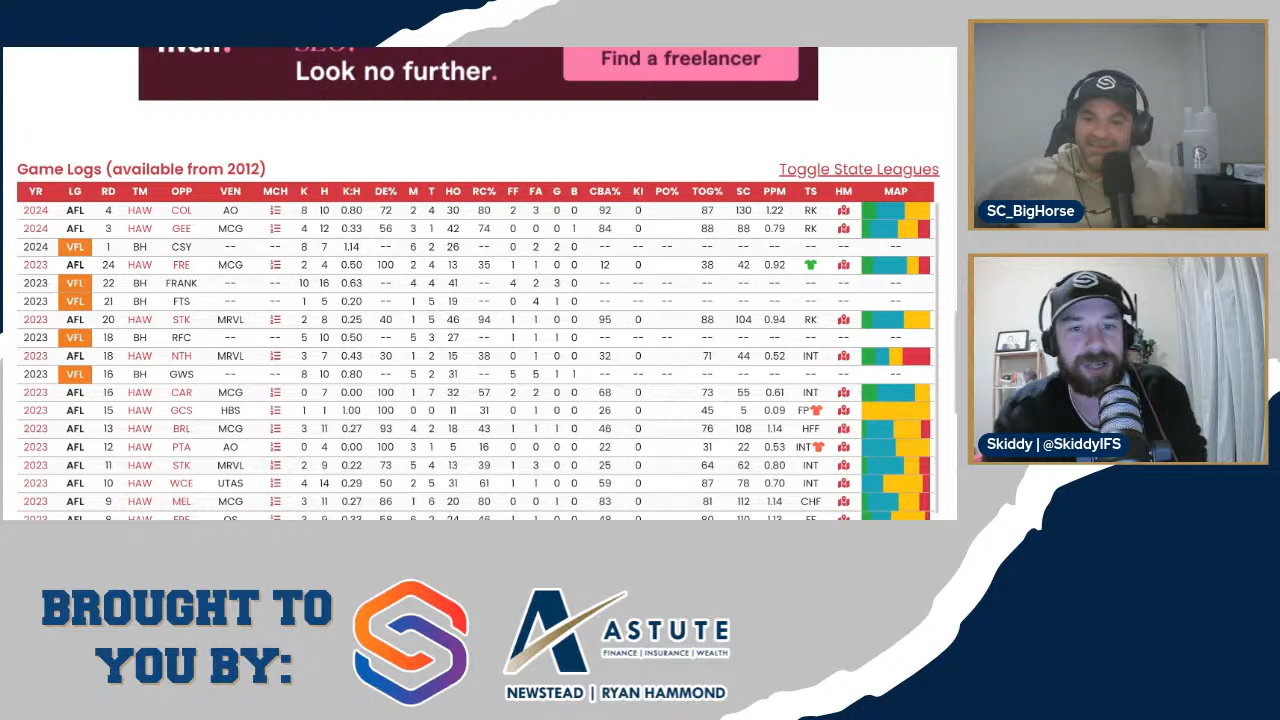 Look no further.
Find a freelancer
Game Logs (available from 2012)
Toggle State Leagues
YR LG RD TM OPP VEN MCH K H K:H DE% M T HO RC% FF FA G B CBA% KI PO% TOG% SC PPM TS HM MAP
2024 AFL 4 HAW COL AO 8 10 0.80 72 2 4 30 80 2 3 0 0 92 0 87 130 1.22 RK
2024 AFL 3 HAW GEE MCG 4 12 0.33 56 3 1 42 74 0 0 0 1 84 0 88 88 0.79 RK
2024 VFL 1 BH CSY -- -- 8 7 1.14 -- 6 2 26 -- 0 2 2 0 -- -- -- -- -- -- -- -- --
2023 AFL 24 HAW FRE MCG 2 4 0.50 100 2 4 13 35 1 1 0 0 12 0 38 42 0.92
2023 VFL 22 BH FRANK -- -- 10 16 0.63 -- 4 4 41 -- 4 2 3 0 -- -- -- -- -- -- -- -- --
2023 VFL 21 BH FTS -- -- 1 5 0.20 -- 1 5 19 -- 0 4 1 0 -- -- -- -- -- -- -- -- --
2023 AFL 20 HAW STK MRVL 2 8 0.25 40 1 5 46 94 1 1 0 0 95 0 88 104 0.94 RK
2023 VFL 18 BH RFC -- -- 5 10 0.50 -- 5 3 27 -- 1 1 1 0 -- -- -- -- -- -- -- -- --
2023 AFL 18 HAW NTH MRVL 3 7 0.43 30 1 2 15 38 0 1 0 0 32 0 71 44 0.52 INT
2023 VFL 16 BH GWS -- -- 8 10 0.80 -- 5 2 31 -- 5 5 1 1 -- -- -- -- -- -- -- -- --
2023 AFL 16 HAW CAR MCG 0 7 0.00 100 1 7 32 57 2 2 0 0 68 0 73 55 0.61 INT
2023 AFL 15 HAW GCS HBS 1 1 1.00 100 0 0 11 31 0 1 0 0 26 0 45 5 0.09 FP
2023 AFL 13 HAW BRL MCG 3 11 0.27 93 4 2 18 43 1 1 1 0 46 0 76 108 1.14 HFF
2023 AFL 12 HAW PTA AO 0 4 0.00 100 3 1 5 16 0 0 0 0 22 0 31 22 0.53 INT
2023 AFL 11 HAW STK MRVL 2 9 0.22 73 5 4 13 39 1 3 0 0 25 0 64 62 0.80 INT
2023 AFL 10 HAW WCE UTAS 4 14 0.29 50 2 5 31 61 1 1 0 0 59 0 87 78 0.70 INT
2023 AFL 9 HAW MEL MCG 3 11 0.27 86 1 6 20 80 0 0 1 0 83 0 81 112 1.14 CHF
SC_BigHorse
Skiddy | @SkiddyIFS
BROUGHT TO
YOU BY:
ASTUTE
FINANCE | INSURANCE | WEALTH
NEWSTEAD | RYAN HAMMOND